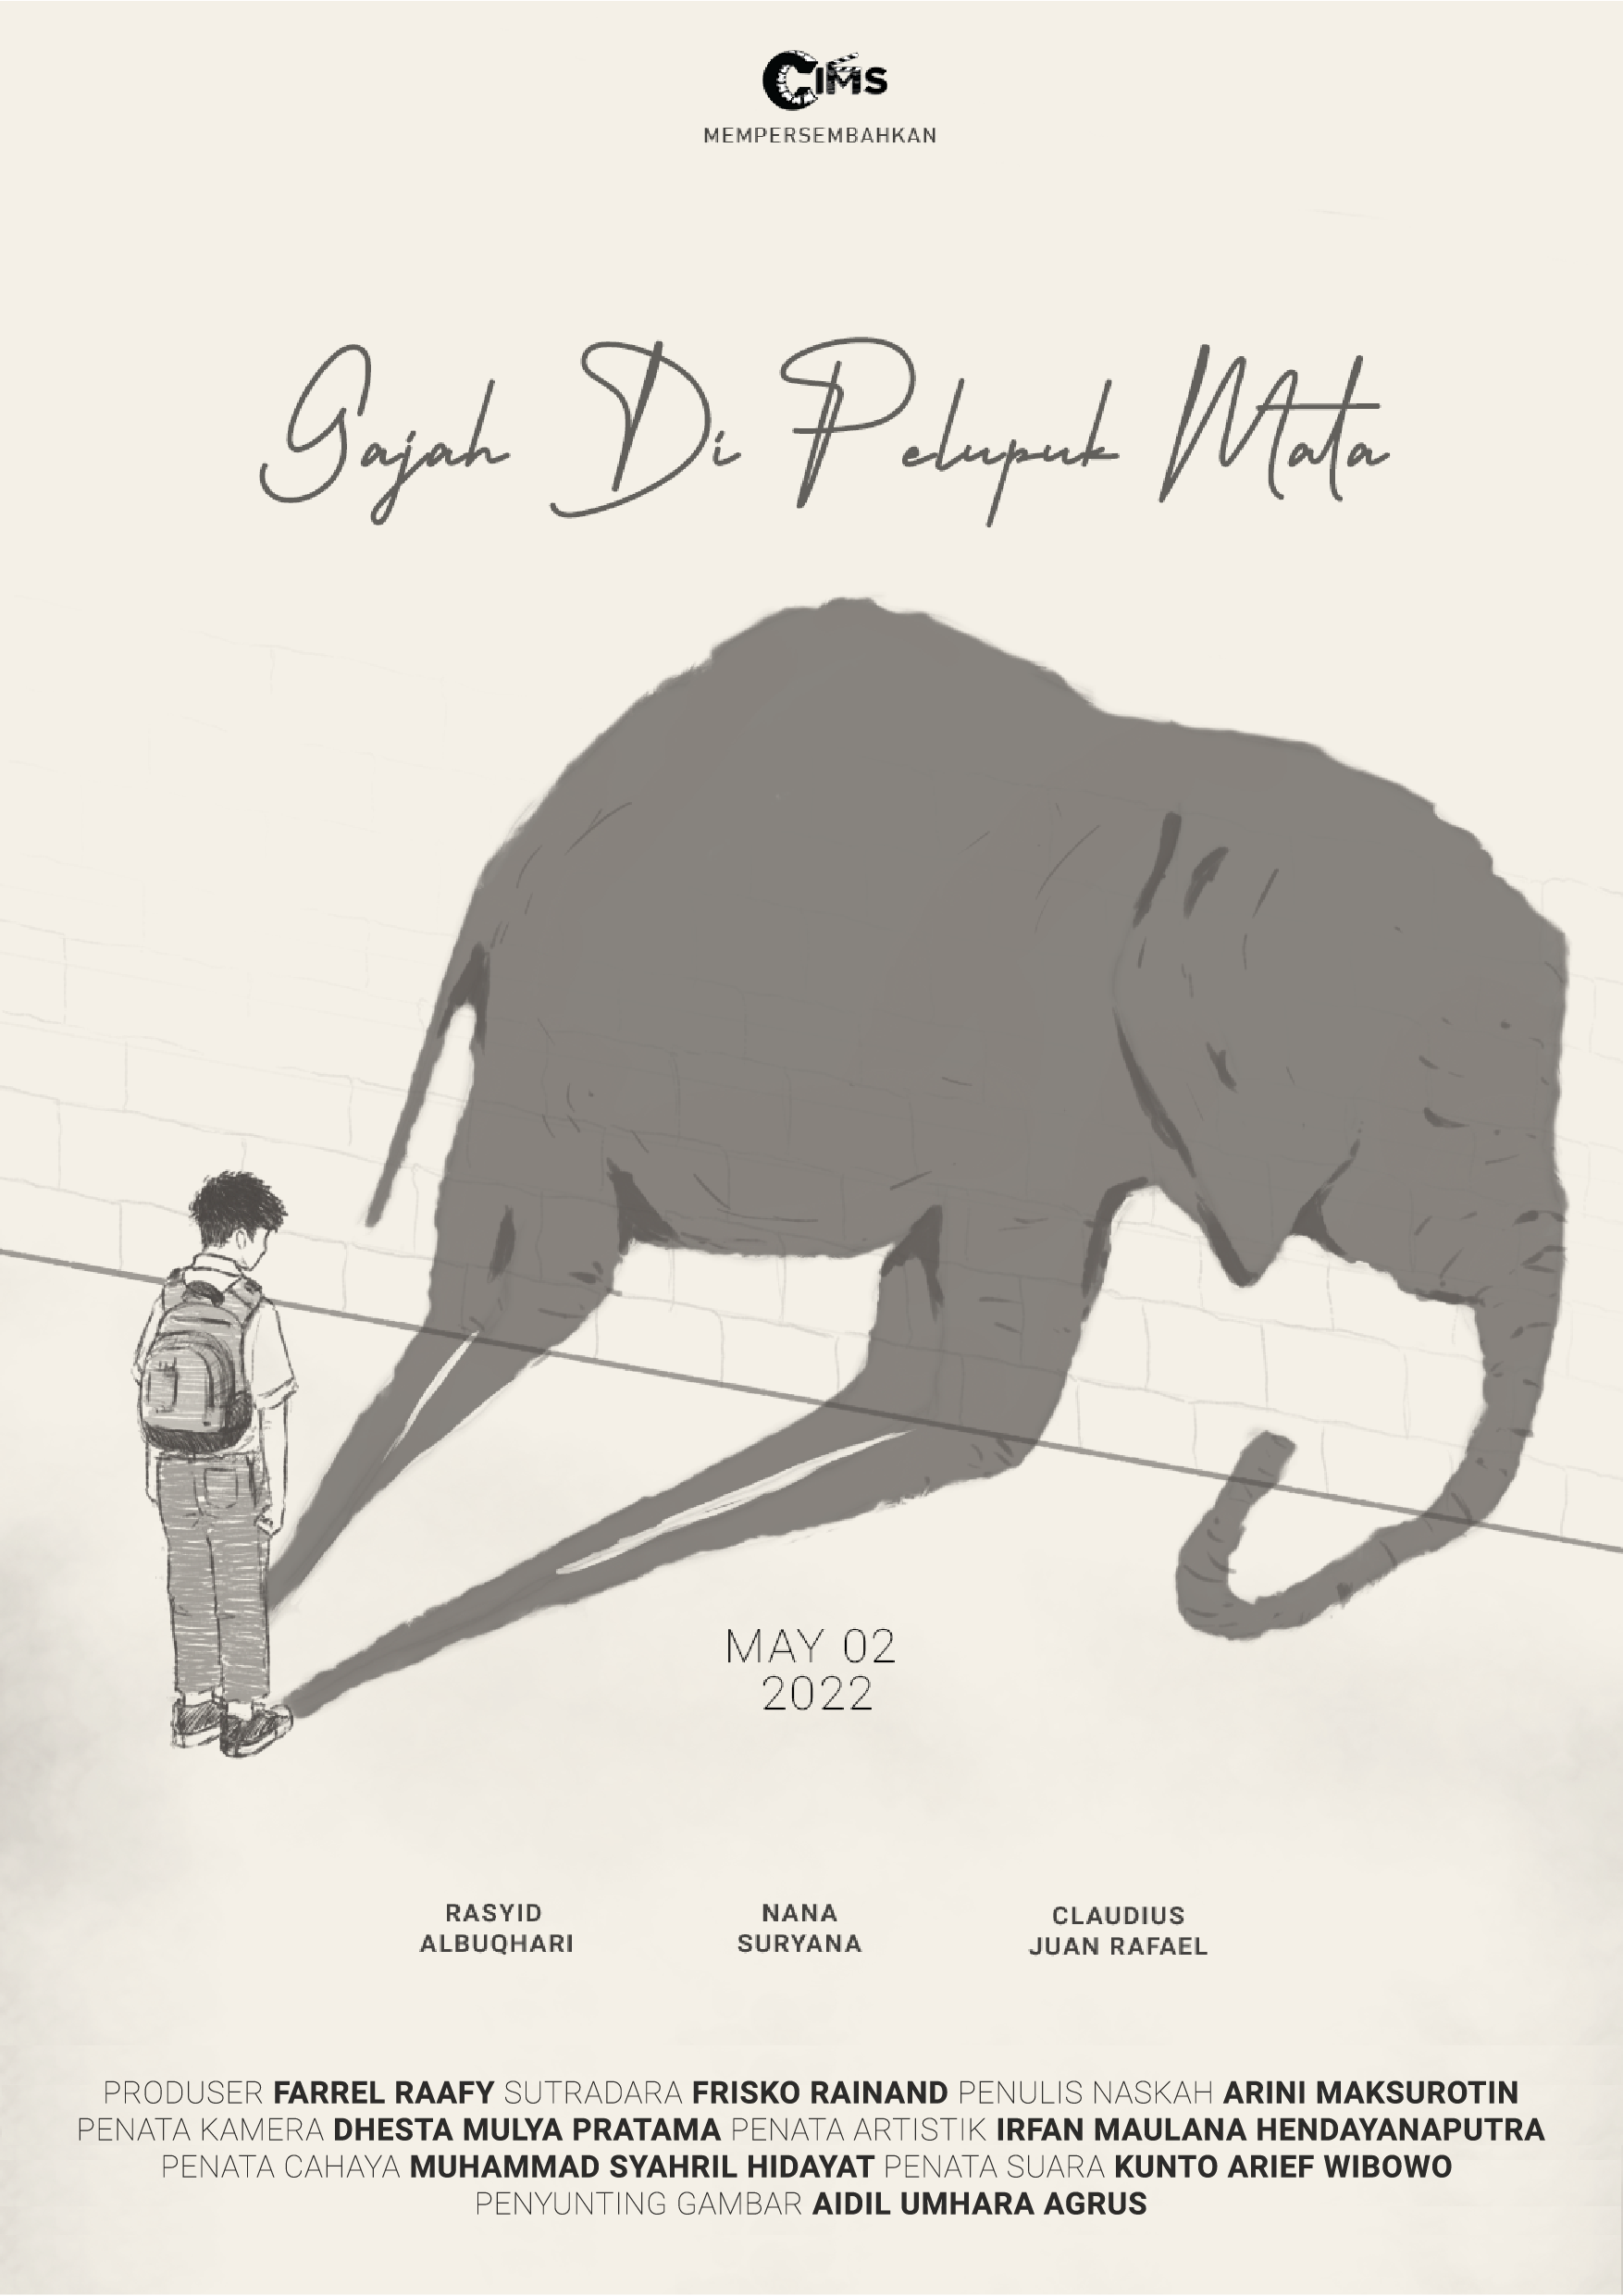 CIMS
MEMPERSEMBAHKAN
Gajah Di Pelupuk Mata
MAY 02
2022
RASYID
ALBUQHARI
NANA
SURYANA
CLAUDIUS
JUAN RAFAEL
PRODUSER FARREL RAAFY SUTRADARA FRISKO RAINAND PENULIS NASKAH ARINI MAKSUROTIN
PENATA KAMERA DHESTA MULYA PRATAMA PENATA ARTISTIK IRFAN MAULANA HENDAYANAPUTRA
PENATA CAHAYA MUHAMMAD SYAHRIL HIDAYAT PENATA SUARA KUNTO ARIEF WIBOWO
PENYUNTING GAMBAR AIDIL UMHARA AGRUS